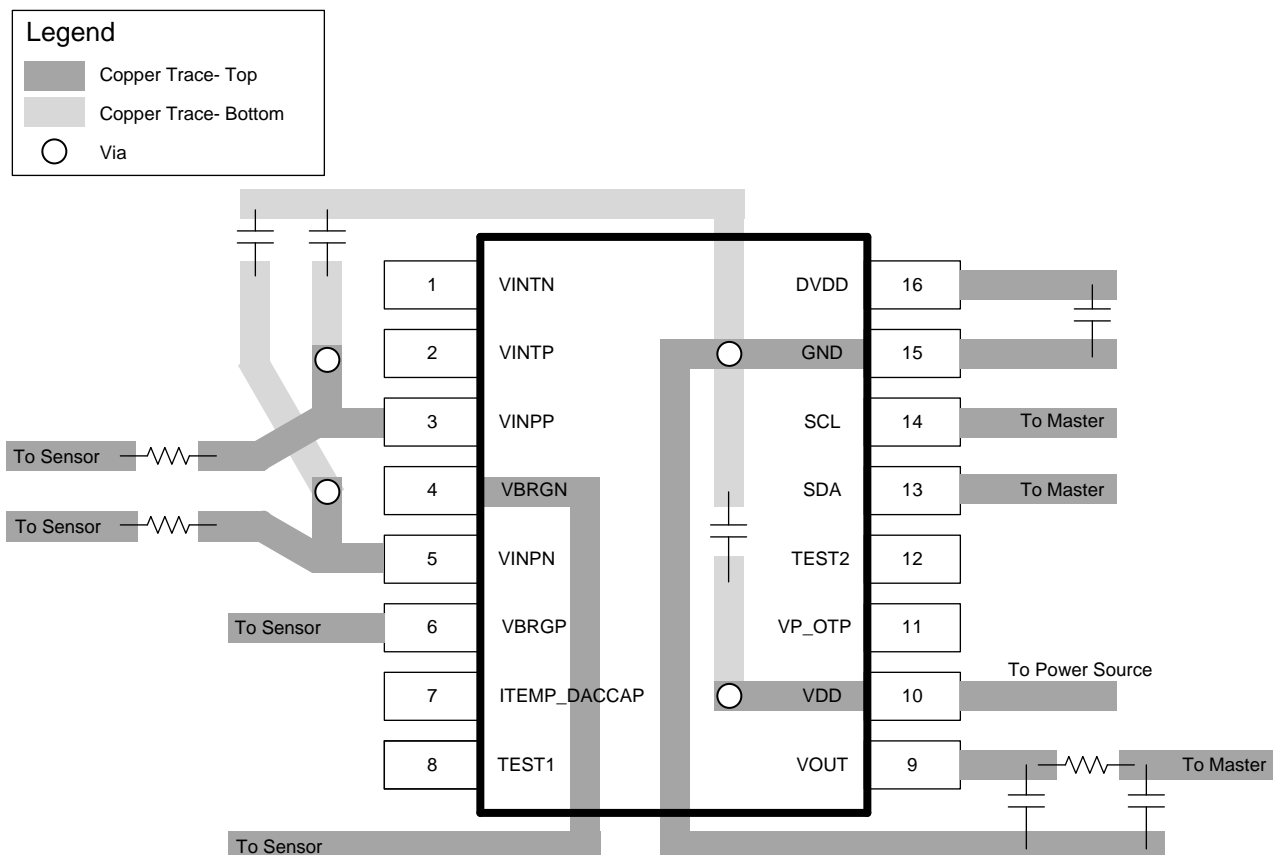 Legend
Copper Trace- Top
Copper Trace- Bottom
Via
1 VINTN DVDD 16
2 VINTP GND 15
3 VINPP SCL 14 To Master
To Sensor
4 VBRGN SDA 13 To Master
To Sensor
5 VINPN TEST2 12
To Sensor 6 VBRGP VP_OTP 11
To Power Source
7 ITEMP_DACCAP VDD 10
8 TEST1 VOUT 9 To Master
To Sensor